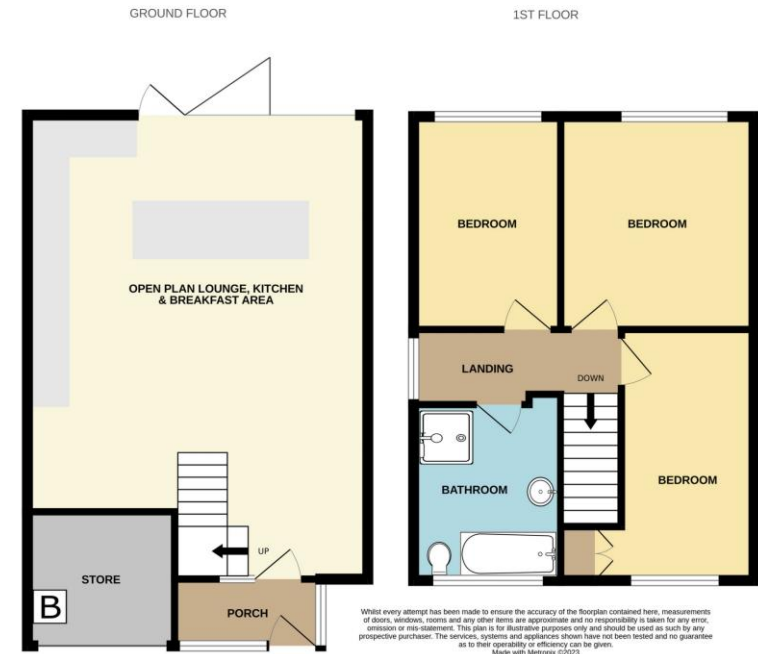 GROUND FLOOR
1ST FLOOR
OPEN PLAN LOUNGE, KITCHEN
& BREAKFAST AREA
UP
STORE
B
PORCH
BEDROOM
BEDROOM
LANDING
DOWN
BATHROOM
BEDROOM
Whilst every attempt has been made to ensure the accuracy of the floorplan contained here, measurements
of doors, windows, rooms and any other items are approximate and no responsibility is taken for any error,
omission or mis-statement. This plan is for illustrative purposes only and should be used as such by any
prospective purchaser. The services, systems and appliances shown have not been tested and no guarantee
as to their operability or efficiency can be given.
Made with Metropix ©2023